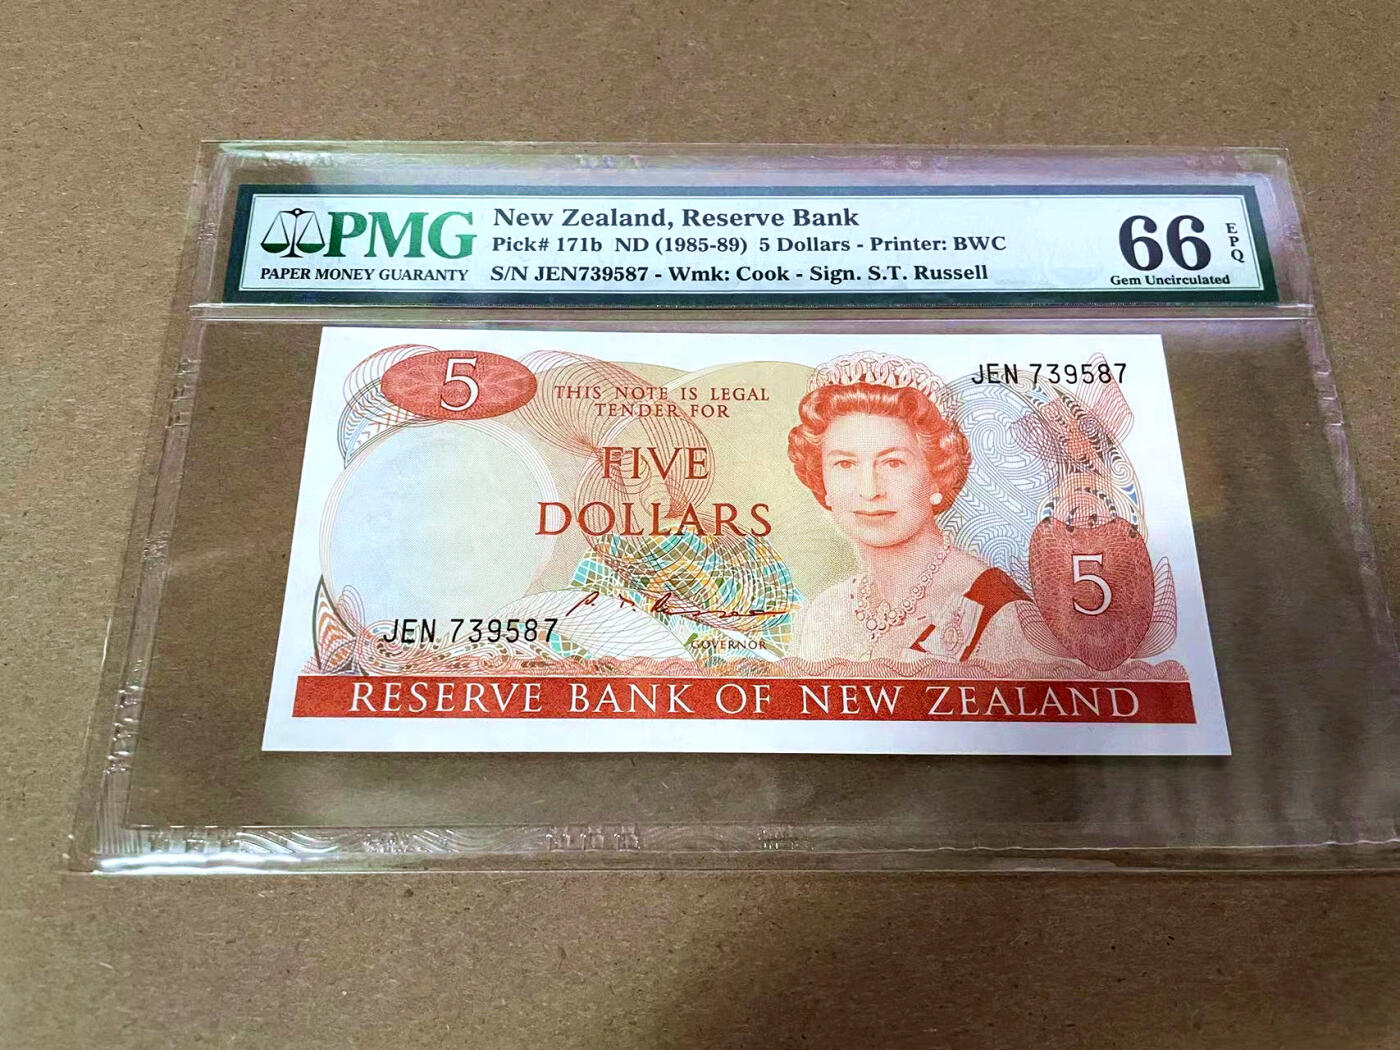 PMG
PAPER MONEY GUARANTY
New Zealand, Reserve Bank
Pick# 171b ND (1985-89) 5 Dollars - Printer: BWC
S/N JEN739587 - Wmk: Cook - Sign. S.T. Russell
66
EPQ
Gem Uncirculated
5
THIS NOTE IS LEGAL
TENDER FOR
FIVE
DOLLARS
JEN 739587
5
JEN 739587
GOVERNOR
RESERVE BANK OF NEW ZEALAND